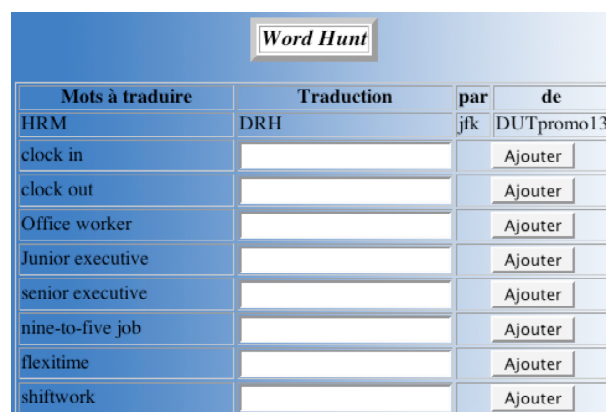 Word Hunt
Mots à traduire Traduction par de
HRM DRH jfk DUTpromo13
clock in Ajouter
clock out Ajouter
Office worker Ajouter
Junior executive Ajouter
senior executive Ajouter
nine-to-five job Ajouter
flexitime Ajouter
shiftwork Ajouter